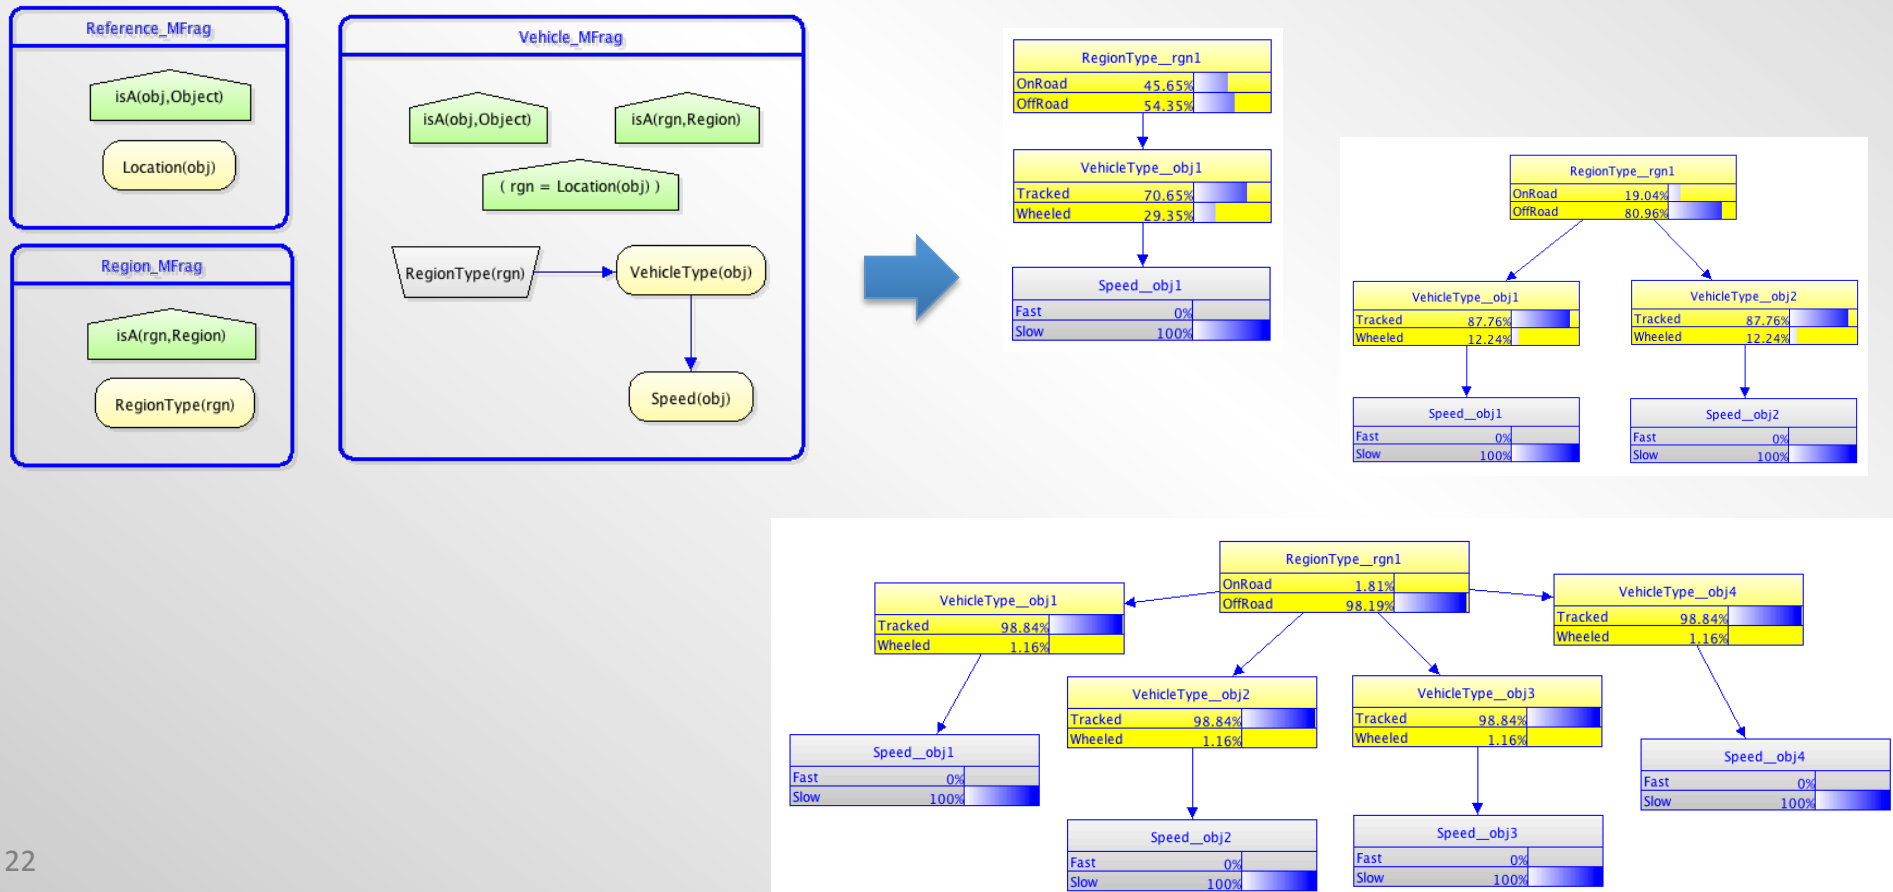 Reference_MFrag
isA(obj,Object)
Location(obj)
Region_MFrag
isA(rgn,Region)
RegionType(rgn)
Vehicle_MFrag
isA(obj,Object)
isA(rgn,Region)
( rgn = Location(obj) )
RegionType(rgn)
VehicleType(obj)
Speed(obj)
RegionType__rgn1
OnRoad 45.65%
OffRoad 54.35%
VehicleType__obj1
Tracked 70.65%
Wheeled 29.35%
Speed__obj1
Fast 0%
Slow 100%
RegionType__rgn1
OnRoad 19.04%
OffRoad 80.96%
VehicleType__obj1
Tracked 87.76%
Wheeled 12.24%
VehicleType__obj2
Tracked 87.76%
Wheeled 12.24%
Speed__obj1
Fast 0%
Slow 100%
Speed__obj2
Fast 0%
Slow 100%
RegionType__rgn1
OnRoad 1.81%
OffRoad 98.19%
VehicleType__obj1
Tracked 98.84%
Wheeled 1.16%
VehicleType__obj4
Tracked 98.84%
Wheeled 1.16%
VehicleType__obj2
Tracked 98.84%
Wheeled 1.16%
VehicleType__obj3
Tracked 98.84%
Wheeled 1.16%
Speed__obj1
Fast 0%
Slow 100%
Speed__obj4
Fast 0%
Slow 100%
Speed__obj2
Fast 0%
Slow 100%
Speed__obj3
Fast 0%
Slow 100%
22